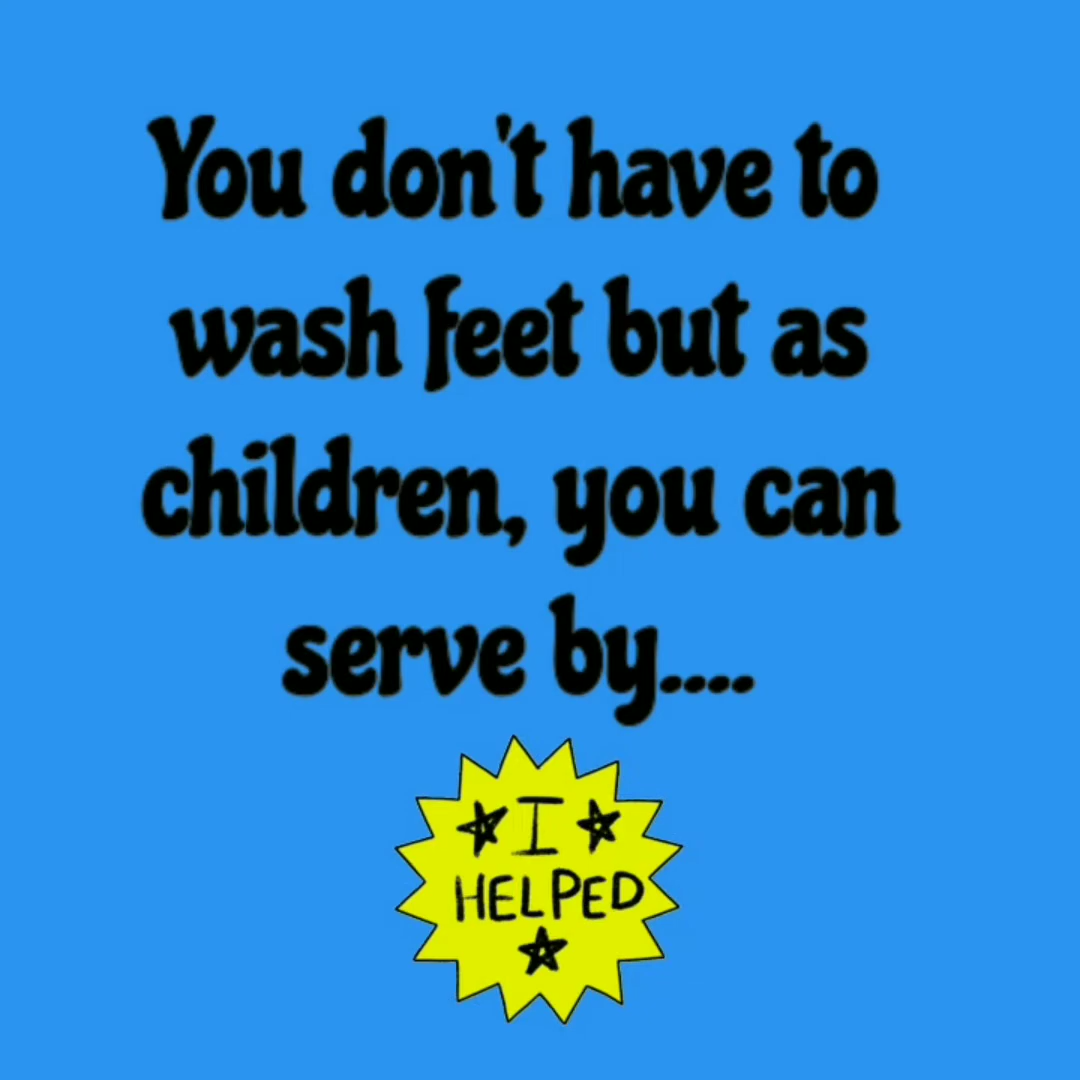 You don't have to
wash feet but as
children, you can
serve by....
I
HELPED